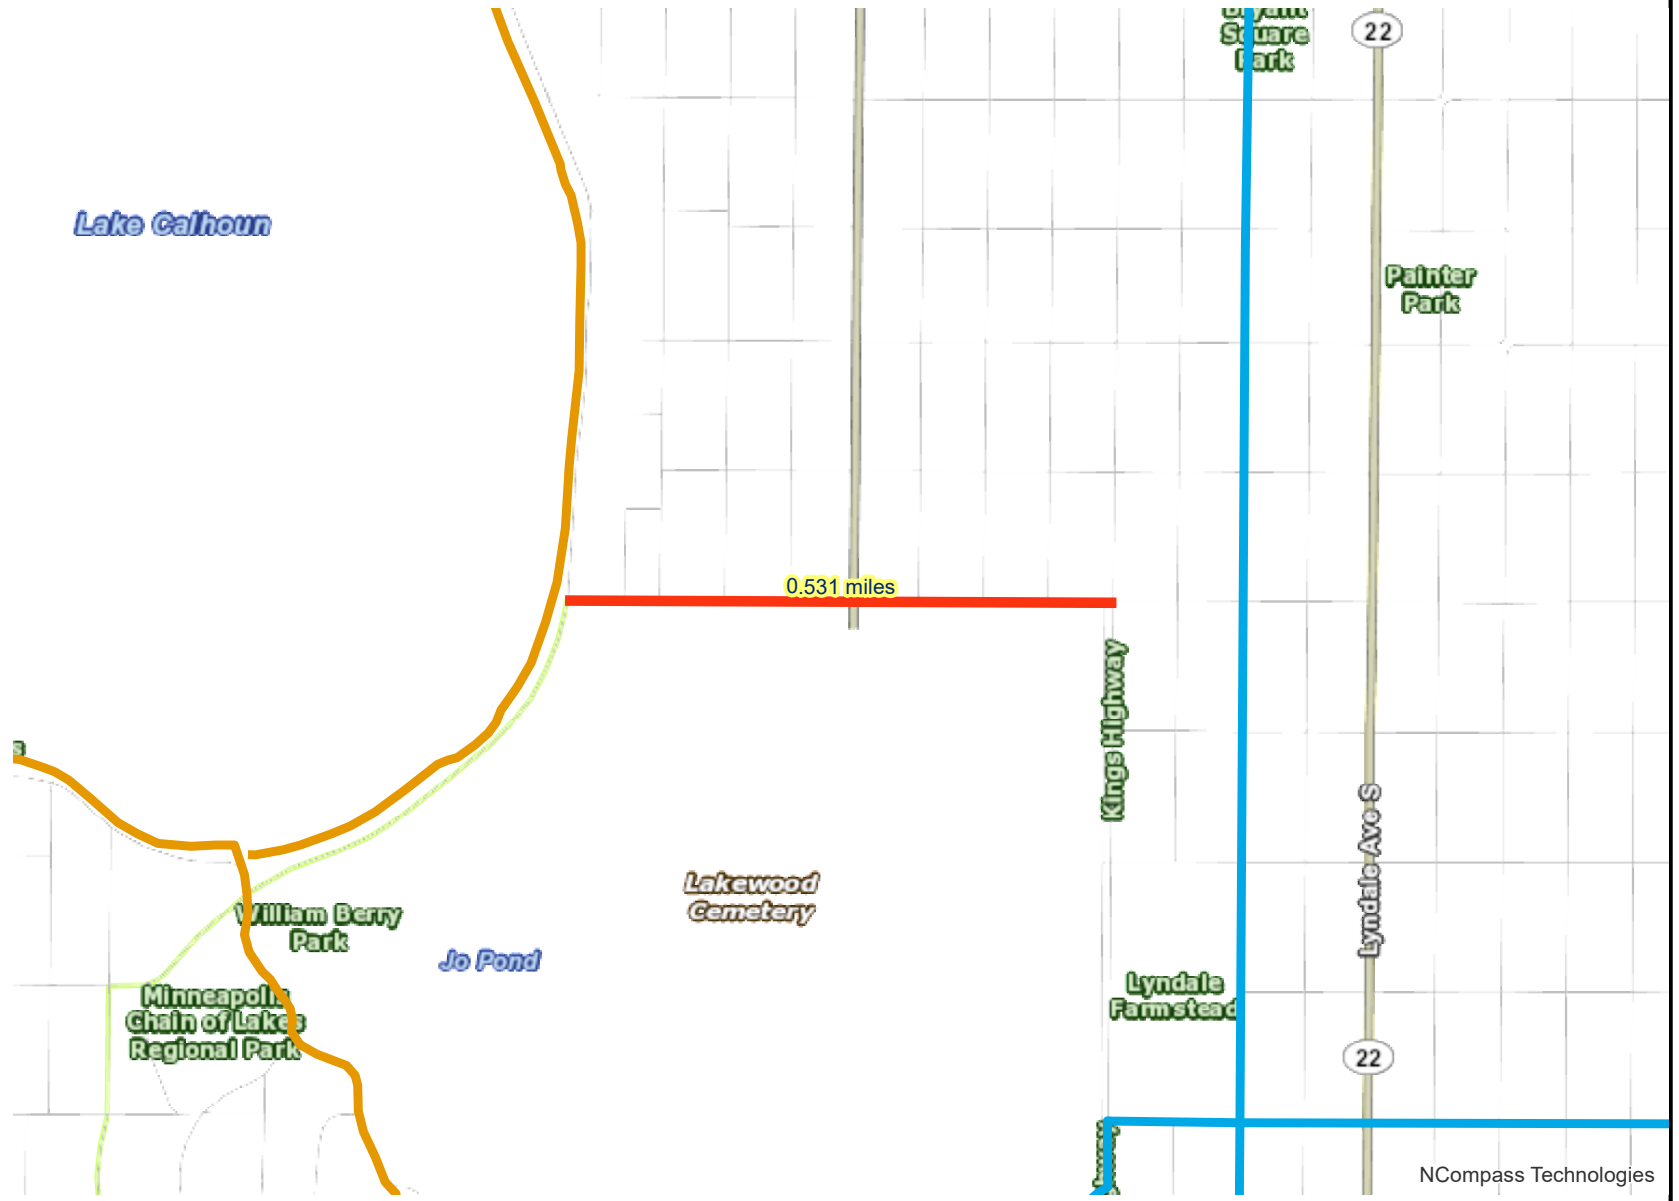 Square
Park
22
Lake Calhoun
Painter
Park
0.531 miles
Kings Highway
Lyndale Ave S
Lakewood
Cemetery
William Berry
Park
Jo Pond
Minneapolis
Chain of Lakes
Regional Park
Lyndale
Farmstead
22
NCompass Technologies